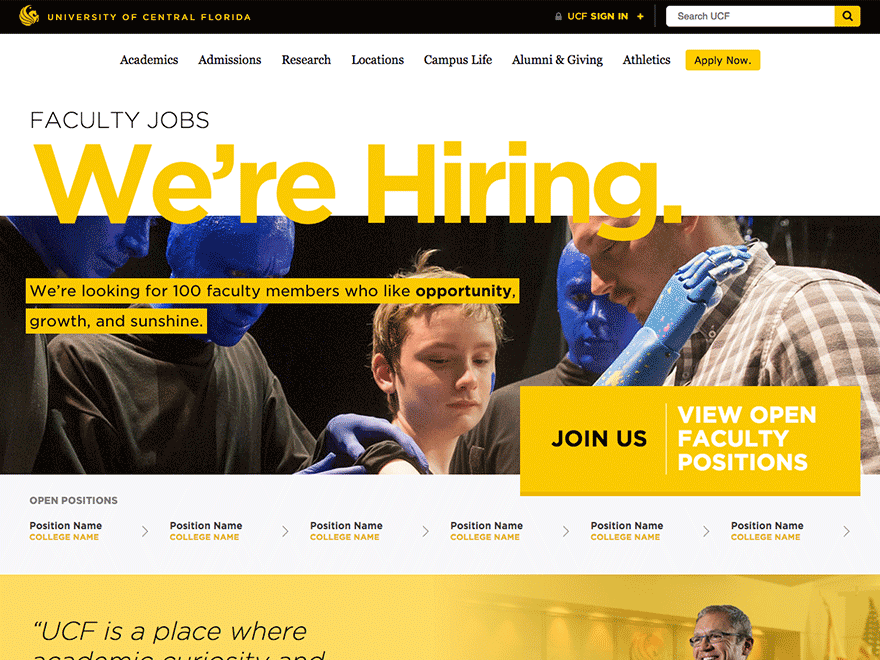 UNIVERSITY OF CENTRAL FLORIDA
UCF SIGN IN +
Search UCF
Academics Admissions Research Locations Campus Life Alumni & Giving Athletics Apply Now.
FACULTY JOBS
We're Hiring.
We're looking for 100 faculty members who like opportunity,
growth, and sunshine.
JOIN US
VIEW OPEN
FACULTY
POSITIONS
OPEN POSITIONS
Position Name Position Name Position Name Position Name Position Name Position Name
COLLEGE NAME COLLEGE NAME COLLEGE NAME COLLEGE NAME COLLEGE NAME COLLEGE NAME
“UCF is a place where
academic curiosity and